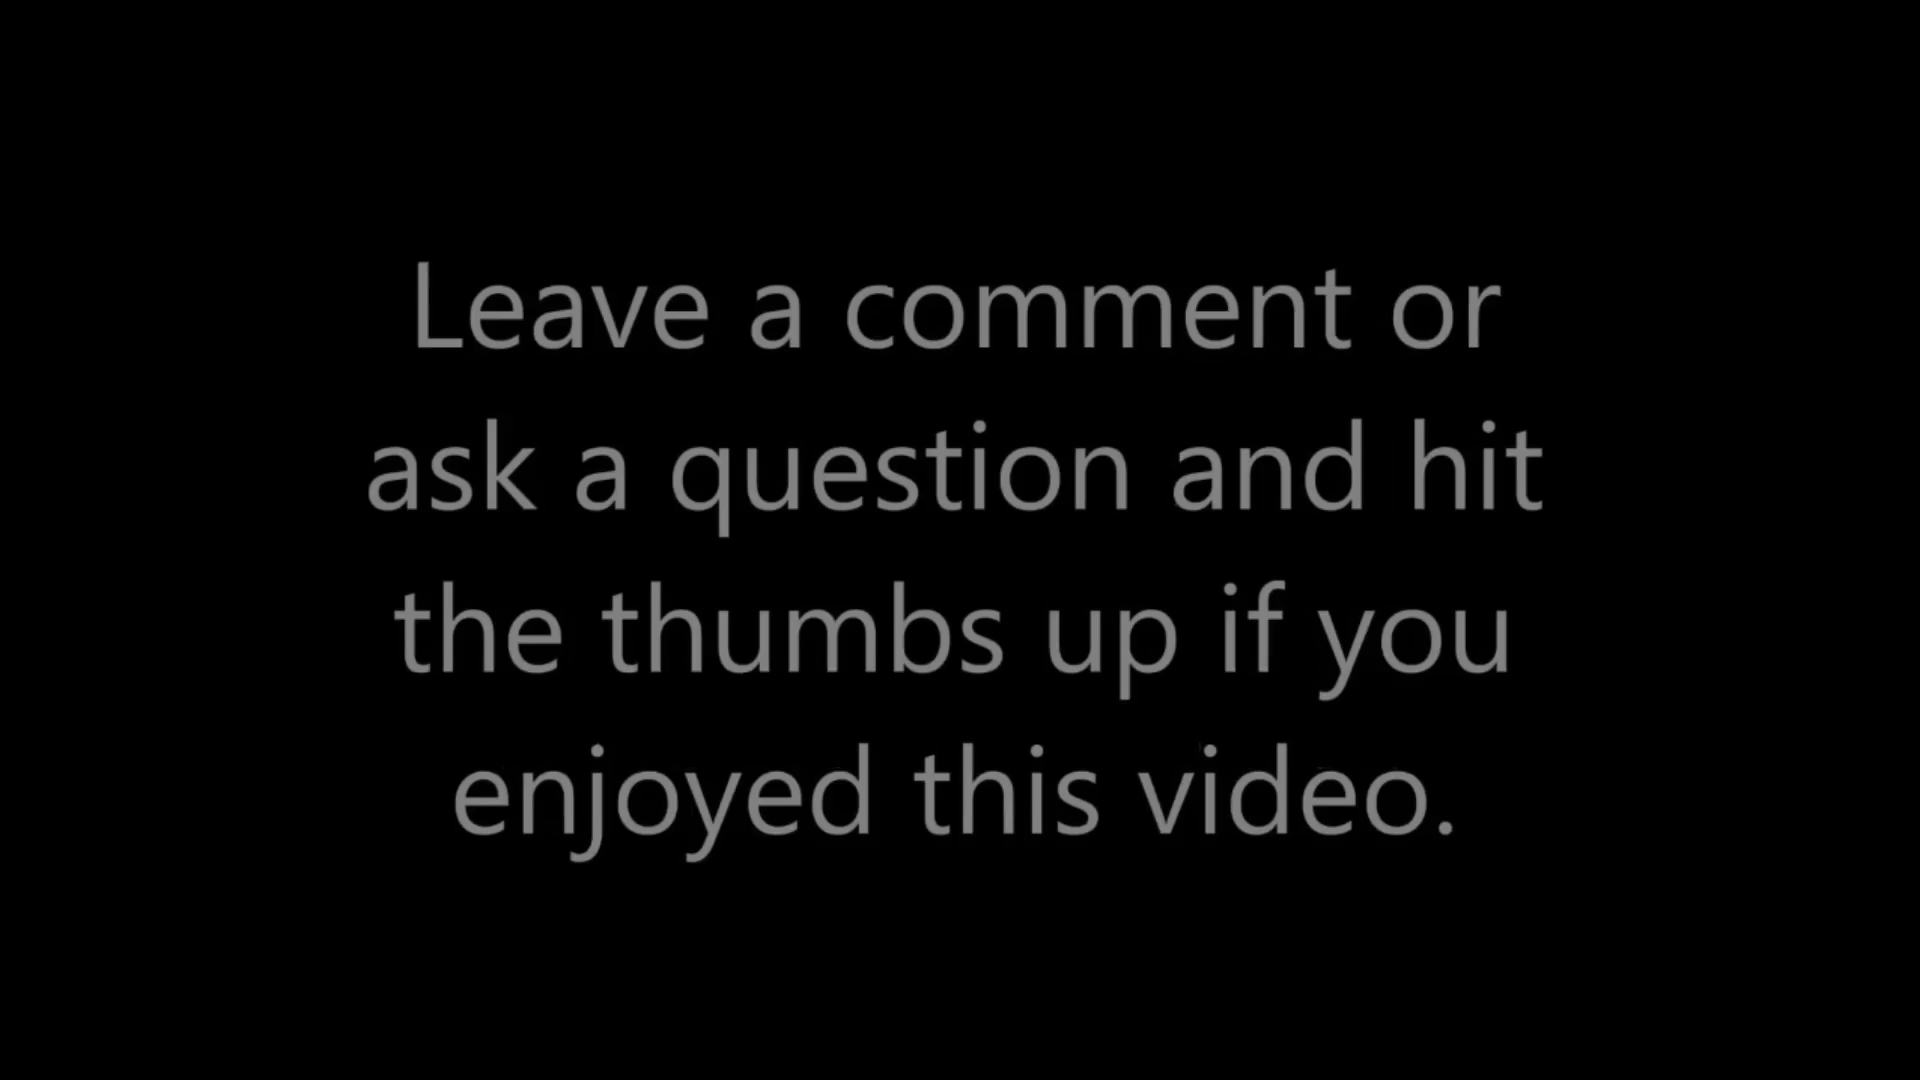 Leave a comment or
ask a question and hit
the thumbs up if you
enjoyed this video.